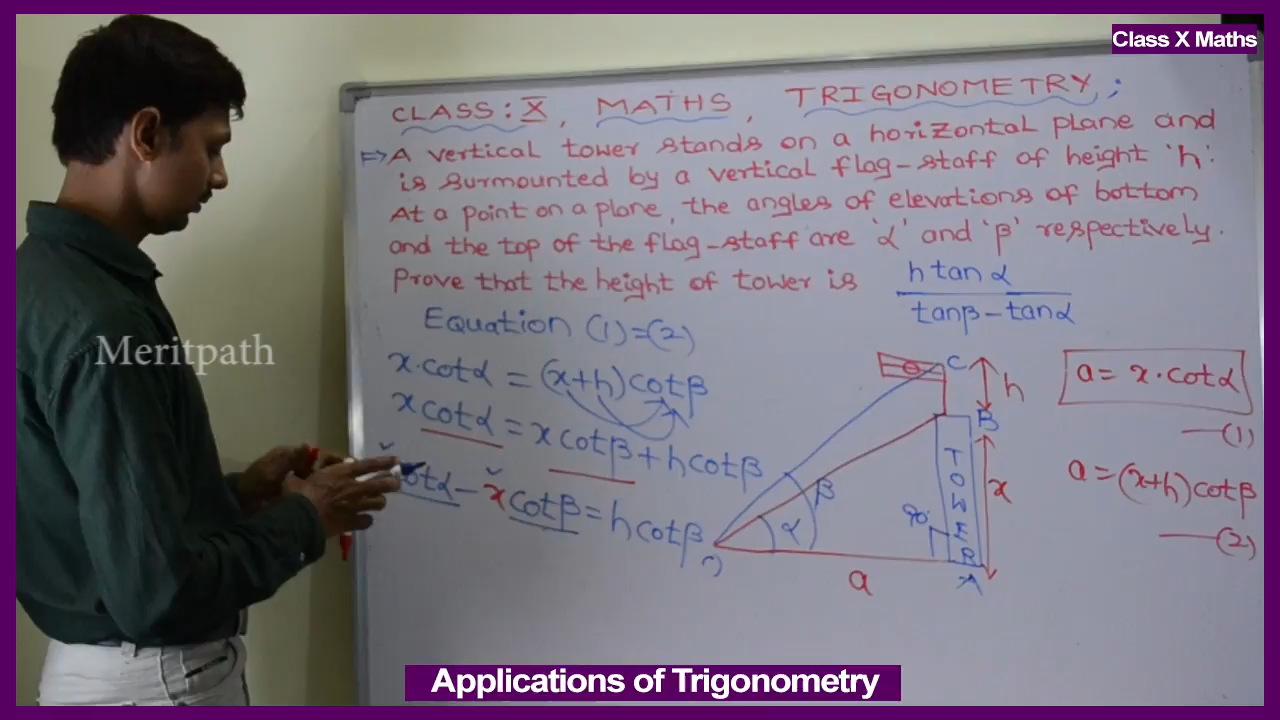 Class X Maths
CLASS : X , MATHS , TRIGONOMETRY ;
⇒ A vertical tower stands on a horizontal plane and
is surmounted by a vertical flag-staff of height 'h'.
At a point on a plane, the angles of elevations of bottom
and the top of the flag-staff are 'α' and 'β' respectively.
Prove that the height of tower is h tan α / tanβ - tanα
Equation (1)=(2)
x.cotα = (x+h)cotβ
x cotα = x cotβ + h cotβ
cotα - x cotβ = h cotβ
C
h
B
TOWER
x
β
α
90°
A
a
a = x.cotα
(1)
a = (x+h)cotβ
(2)
Meritpath
Applications of Trigonometry